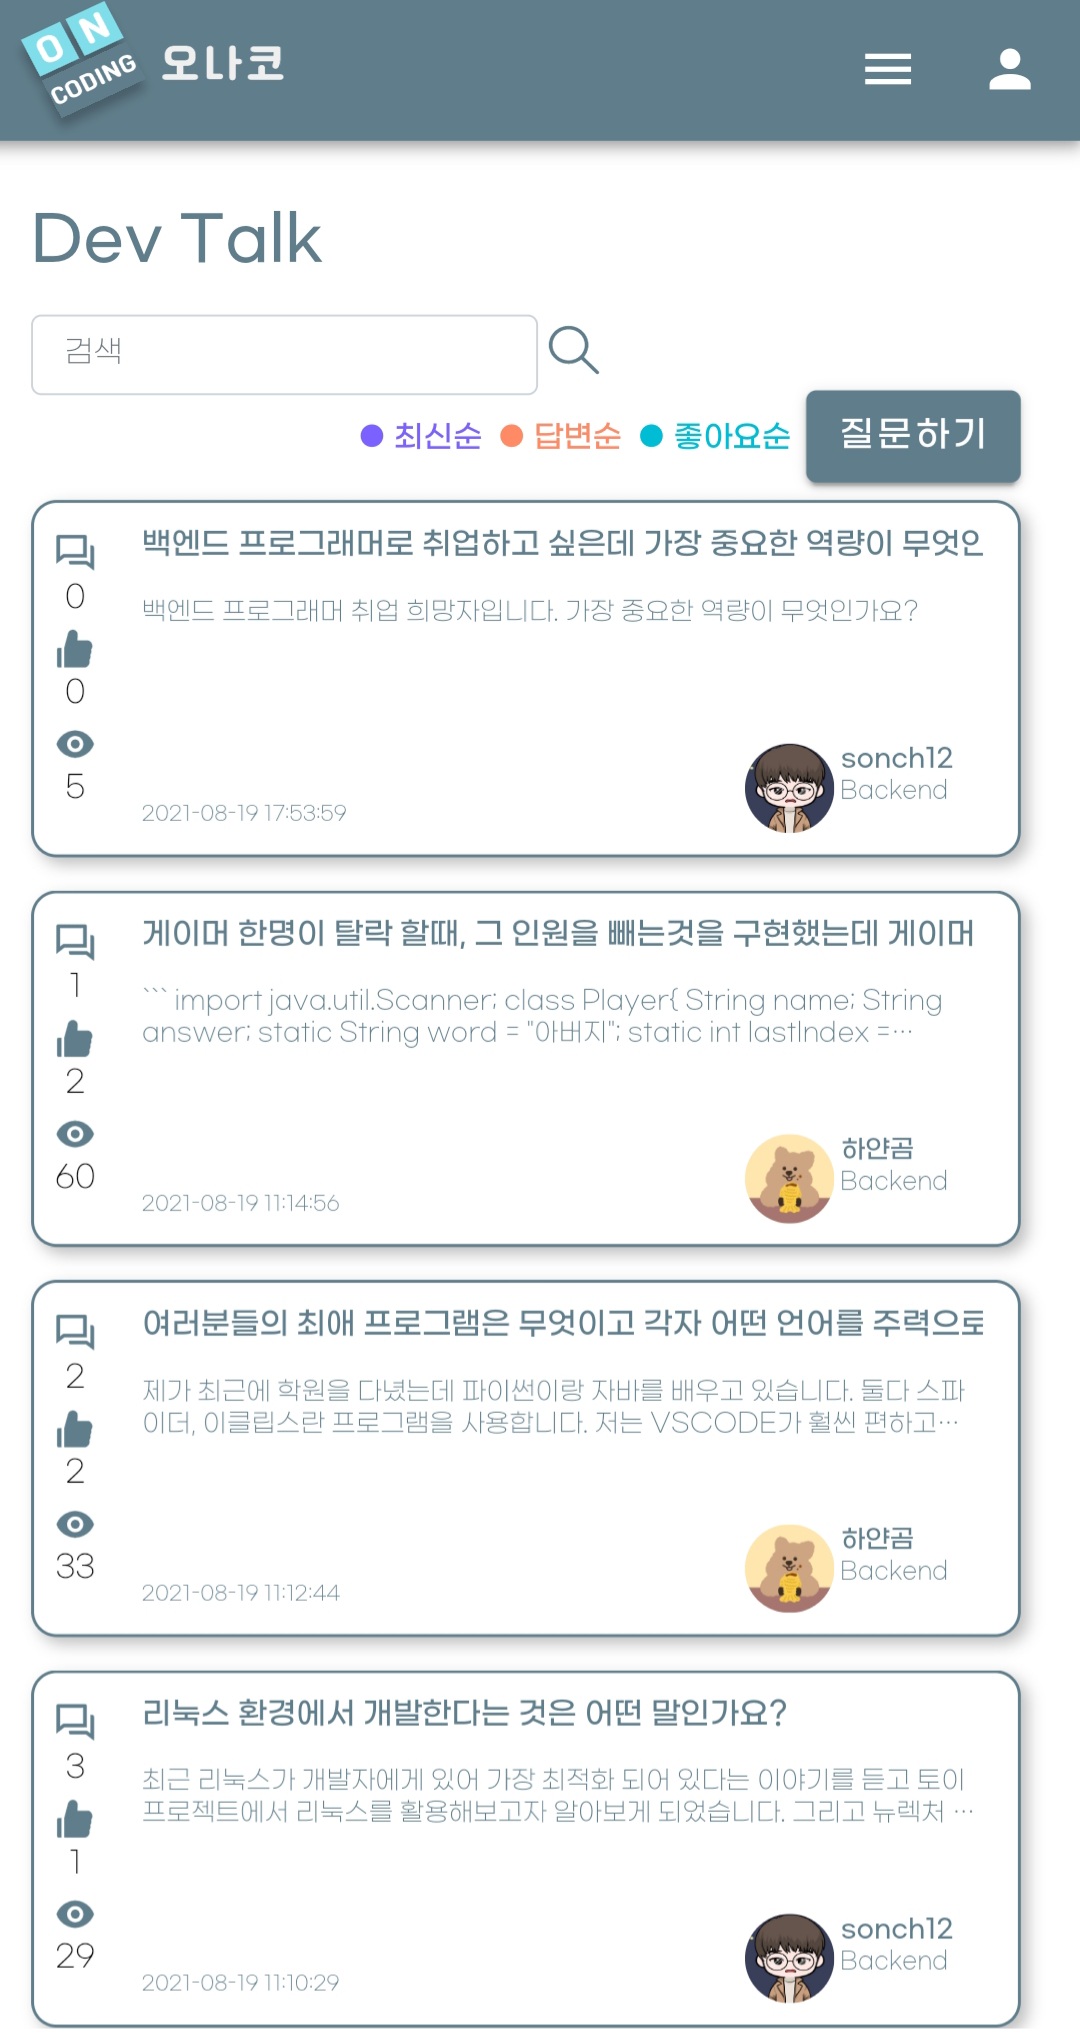 ON
CODING
오나코
Dev Talk
검색
최신순 답변순 좋아요순 질문하기
백엔드 프로그래머로 취업하고 싶은데 가장 중요한 역량이 무엇인
0
백엔드 프로그래머 취업 희망자입니다. 가장 중요한 역량이 무엇인가요?
0
5
sonch12
Backend
2021-08-19 17:53:59
게이머 한명이 탈락 할때, 그 인원을 빼는것을 구현했는데 게이머
1
``` import java.util.Scanner; class Player{ String name; String
answer; static String word = "아버지"; static int lastIndex =…
2
60
하얀곰
Backend
2021-08-19 11:14:56
여러분들의 최애 프로그램은 무엇이고 각자 어떤 언어를 주력으로
2
제가 최근에 학원을 다녔는데 파이썬이랑 자바를 배우고 있습니다. 둘다 스파
이더, 이클립스란 프로그램을 사용합니다. 저는 VSCODE가 훨씬 편하고…
2
33
하얀곰
Backend
2021-08-19 11:12:44
리눅스 환경에서 개발한다는 것은 어떤 말인가요?
3
최근 리눅스가 개발자에게 있어 가장 최적화 되어 있다는 이야기를 듣고 토이
프로젝트에서 리눅스를 활용해보고자 알아보게 되었습니다. 그리고 뉴렉처 …
1
29
sonch12
Backend
2021-08-19 11:10:29